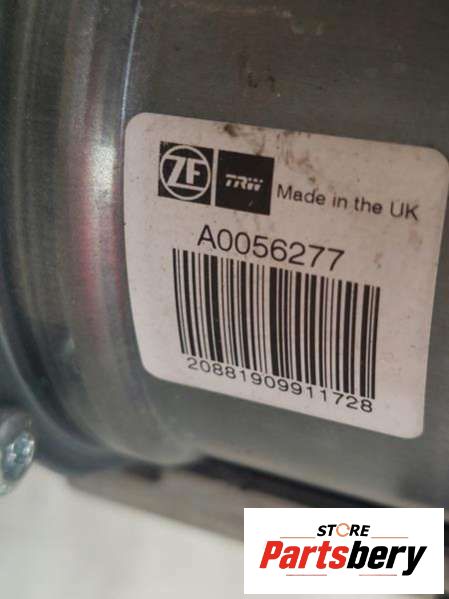 ZF TRW Made in the UK
A0056277
20881909911728
STORE
Partsbery